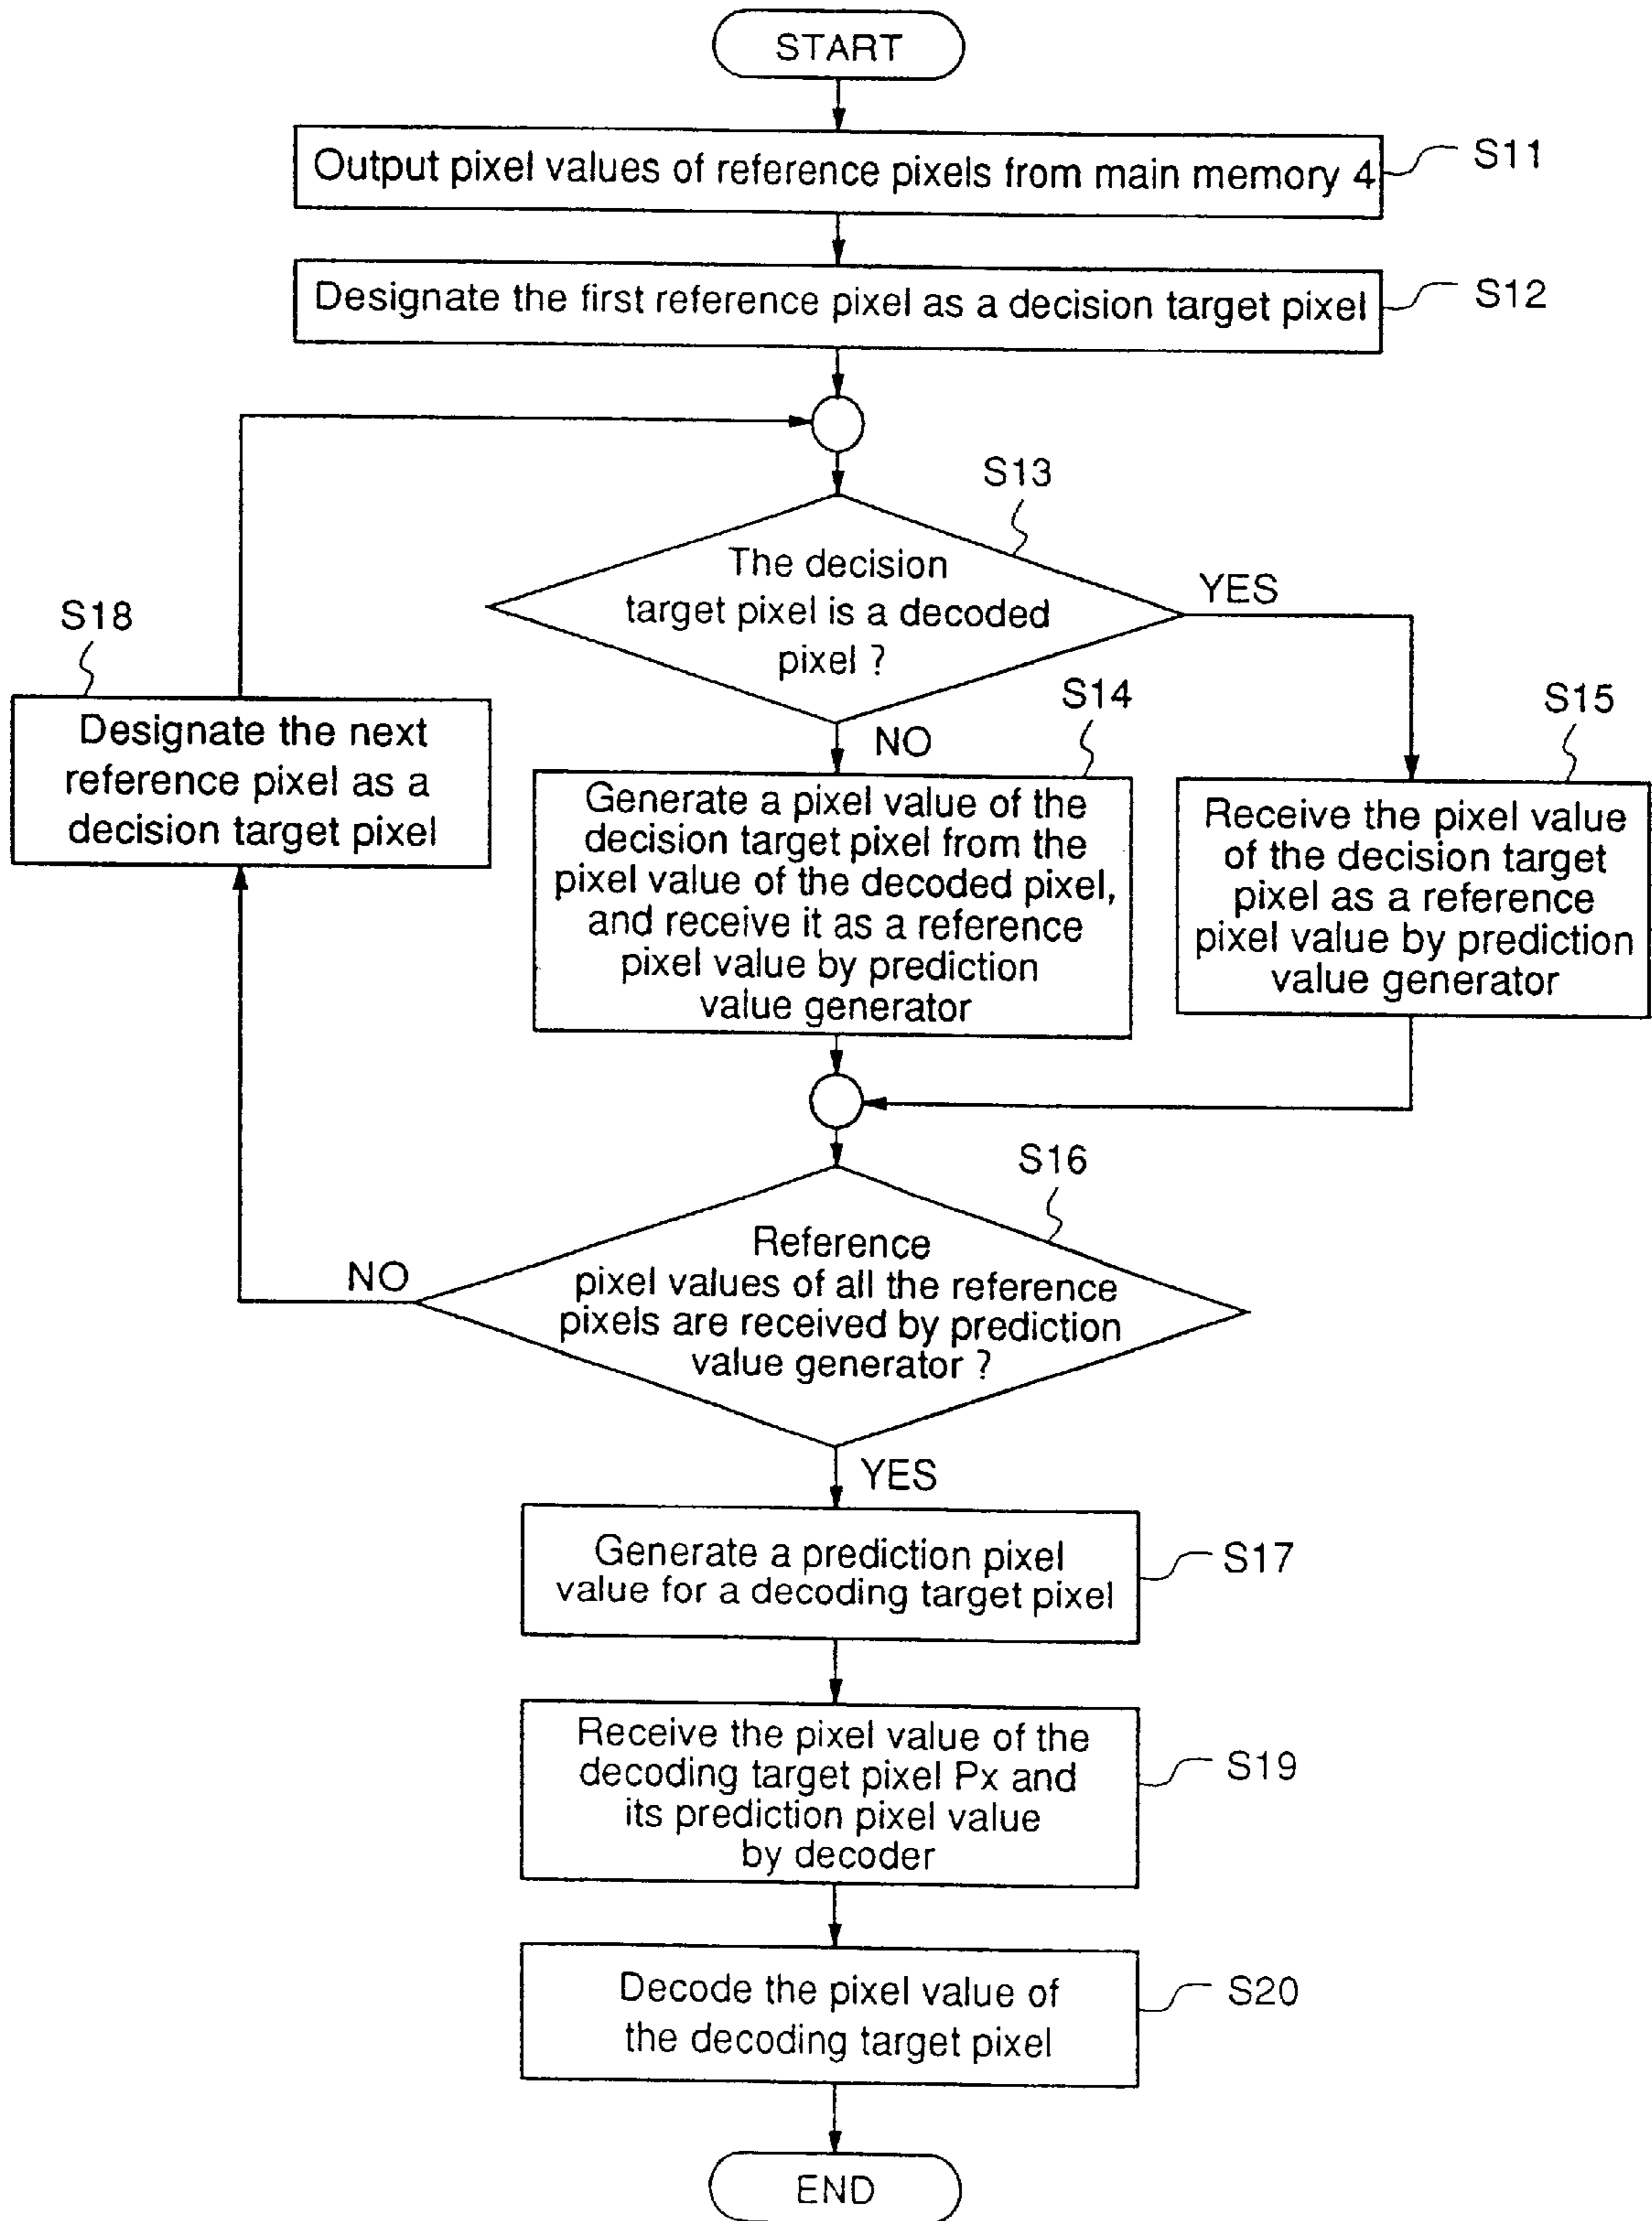 START
Output pixel values of reference pixels from main memory 4
S11
Designate the first reference pixel as a decision target pixel
S12
S13
The decision
target pixel is a decoded
pixel ?
YES
NO
S18
Designate the next
reference pixel as a
decision target pixel
S14
Generate a pixel value of the
decision target pixel from the
pixel value of the decoded pixel,
and receive it as a reference
pixel value by prediction
value generator
S15
Receive the pixel value
of the decision target
pixel as a reference
pixel value by prediction
value generator
S16
Reference
pixel values of all the reference
pixels are received by prediction
value generator ?
NO
YES
Generate a prediction pixel
value for a decoding target pixel
S17
Receive the pixel value of the
decoding target pixel Px and
its prediction pixel value
by decoder
S19
Decode the pixel value of
the decoding target pixel
S20
END